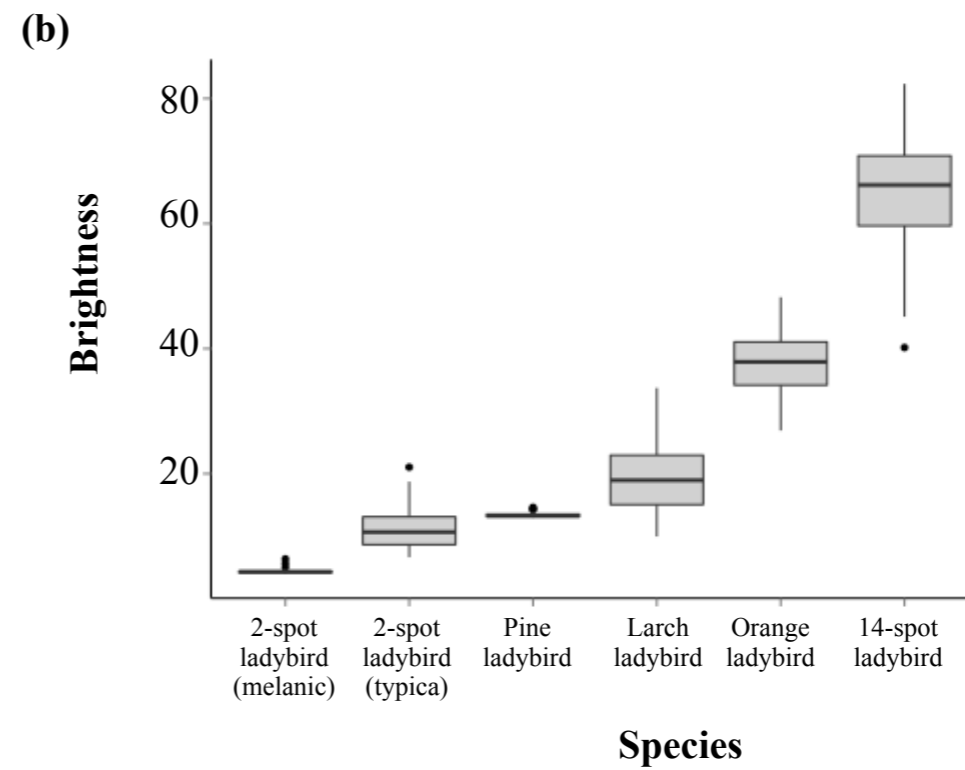 (b)
Brightness
80
60
40
20
2-spot
ladybird
(melanic)
2-spot
ladybird
(typica)
Pine
ladybird
Larch
ladybird
Orange
ladybird
14-spot
ladybird
Species